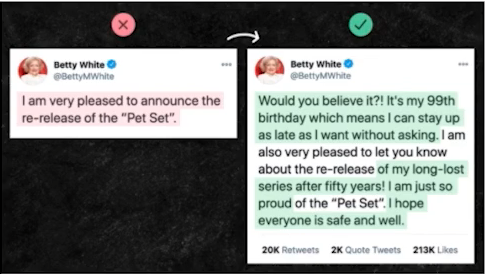 Betty White
@BettyMWhite
I am very pleased to announce the
re-release of the “Pet Set”.
Betty White
@BettyMWhite
Would you believe it?! It's my 99th
birthday which means I can stay up
as late as I want without asking. I am
also very pleased to let you know
about the re-release of my long-lost
series after fifty years! I am just so
proud of the “Pet Set”. I hope
everyone is safe and well.
20K Retweets 2K Quote Tweets 213K Likes